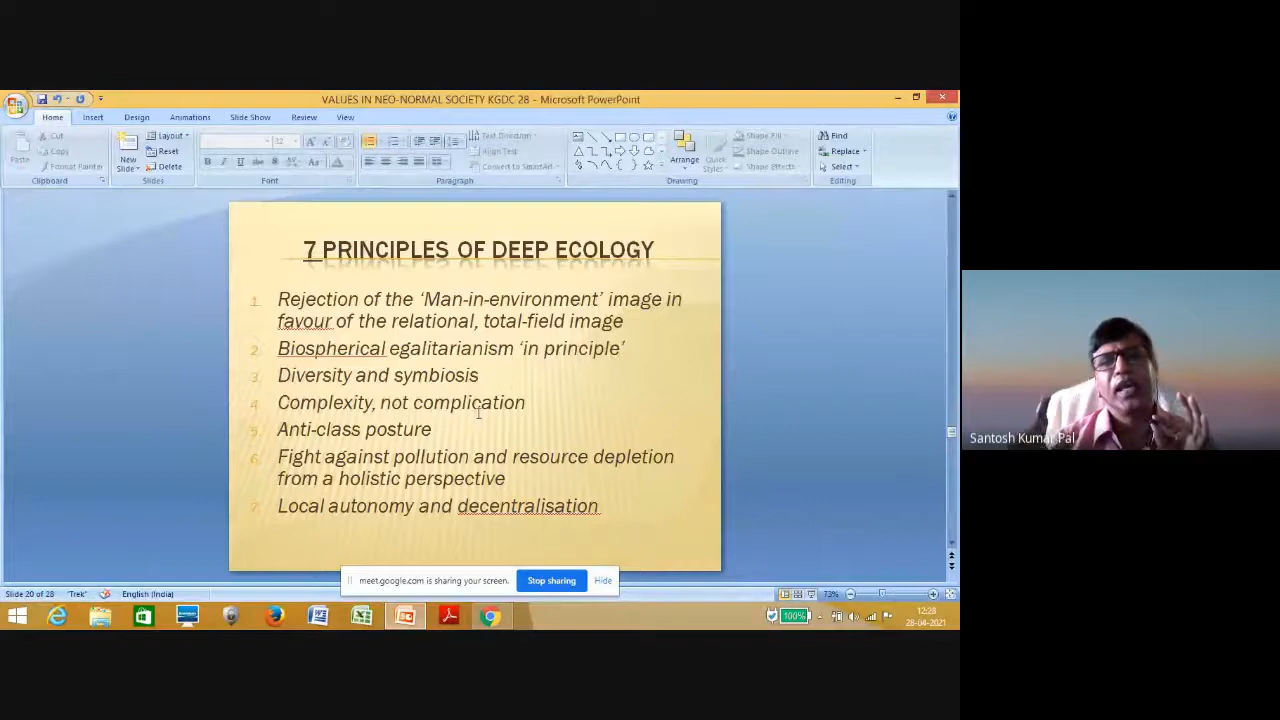 VALUES IN NEO-NORMAL SOCIETY KGDC 28 - Microsoft PowerPoint
Home Insert Design Animations Slide Show Review View
Cut
Copy
Format Painter
Paste
Clipboard
New Slide
Layout
Reset
Delete
Slides
32
Font
Text Direction
Align Text
Convert to SmartArt
Paragraph
Arrange
Quick Styles
Shape Fill
Shape Outline
Shape Effects
Drawing
Find
Replace
Select
Editing
7 PRINCIPLES OF DEEP ECOLOGY
1. Rejection of the ‘Man-in-environment’ image in
favour of the relational, total-field image
2. Biospherical egalitarianism ‘in principle’
3. Diversity and symbiosis
4. Complexity, not complication
5. Anti-class posture
6. Fight against pollution and resource depletion
from a holistic perspective
7. Local autonomy and decentralisation
meet.google.com is sharing your screen. Stop sharing Hide
Slide 20 of 28 'Trek' English (India) 73%
100% 12:28
28-04-2021
Santosh Kumar Pal